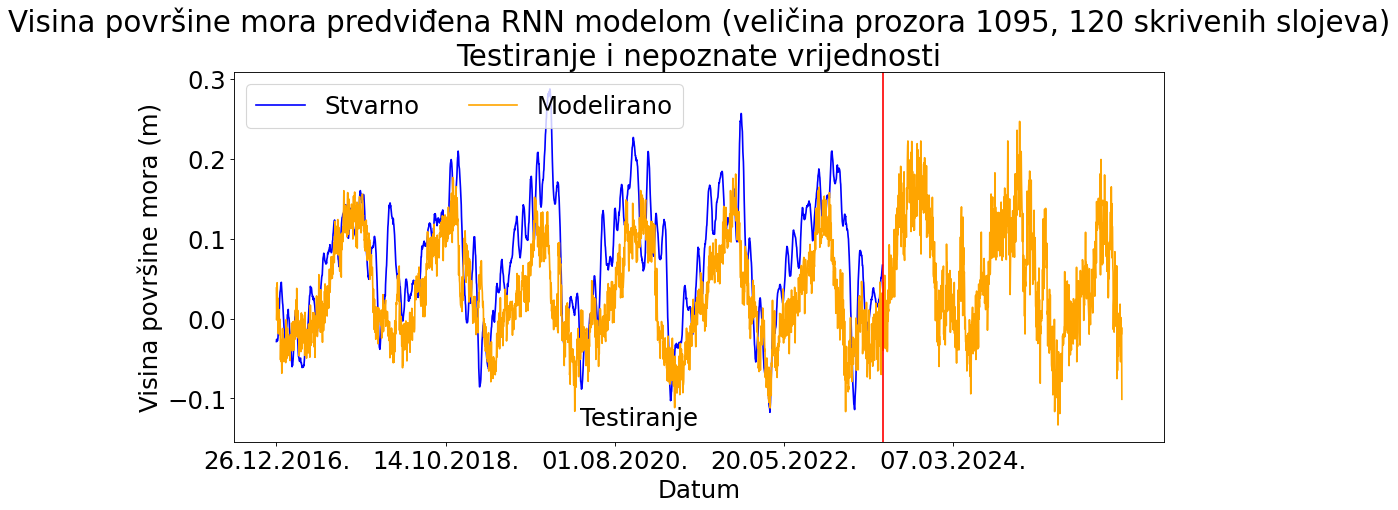 Visina površine mora predviđena RNN modelom (veličina prozora 1095, 120 skrivenih slojeva)
Testiranje i nepoznate vrijednosti
Stvarno Modelirano
Visina površine mora (m)
0.3
0.2
0.1
0.0
−0.1
Testiranje
26.12.2016. 14.10.2018. 01.08.2020. 20.05.2022. 07.03.2024.
Datum